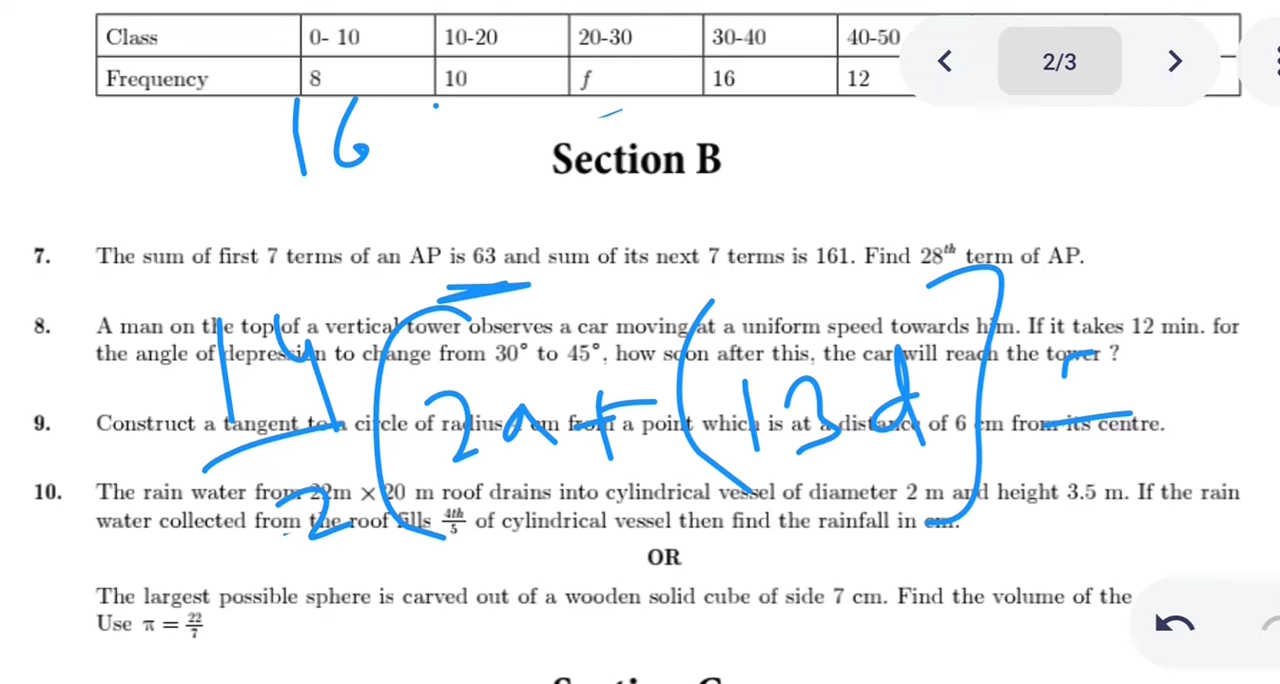 Class 0- 10 10-20 20-30 30-40 40-50
Frequency 8 10 f 16 12
2/3
16
Section B
7. The sum of first 7 terms of an AP is 63 and sum of its next 7 terms is 161. Find 28th term of AP.
8. A man on the top of a vertical tower observes a car moving at a uniform speed towards him. If it takes 12 min. for
the angle of depression to change from 30° to 45°, how soon after this, the car will reach the tower ?
14/2 [2a+(13d] =
9. Construct a tangent to a circle of radius cm from a point which is at a distance of 6 cm from its centre.
10. The rain water from 22m × 20 m roof drains into cylindrical vessel of diameter 2 m and height 3.5 m. If the rain
water collected from the roof fills 4th/5 of cylindrical vessel then find the rainfall in cm.
OR
The largest possible sphere is carved out of a wooden solid cube of side 7 cm. Find the volume of the
Use π = 22/7